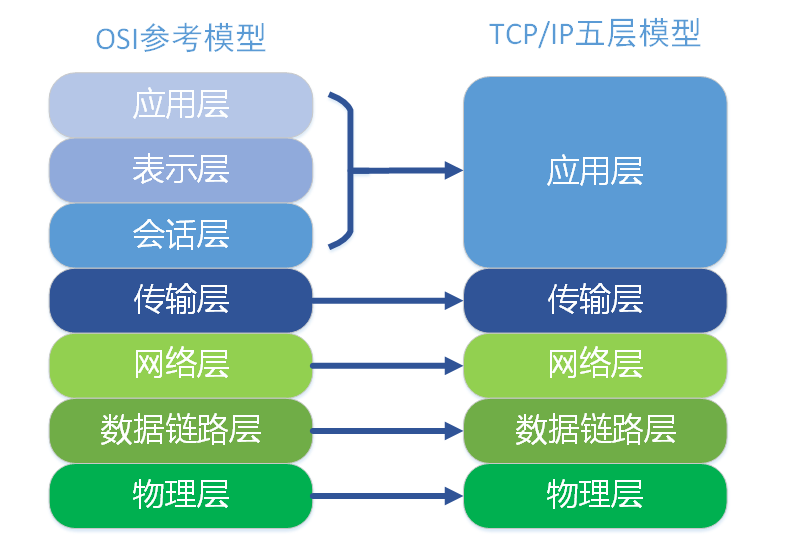 OSI参考模型
应用层
表示层
会话层
传输层
网络层
数据链路层
物理层
TCP/IP五层模型
应用层
传输层
网络层
数据链路层
物理层